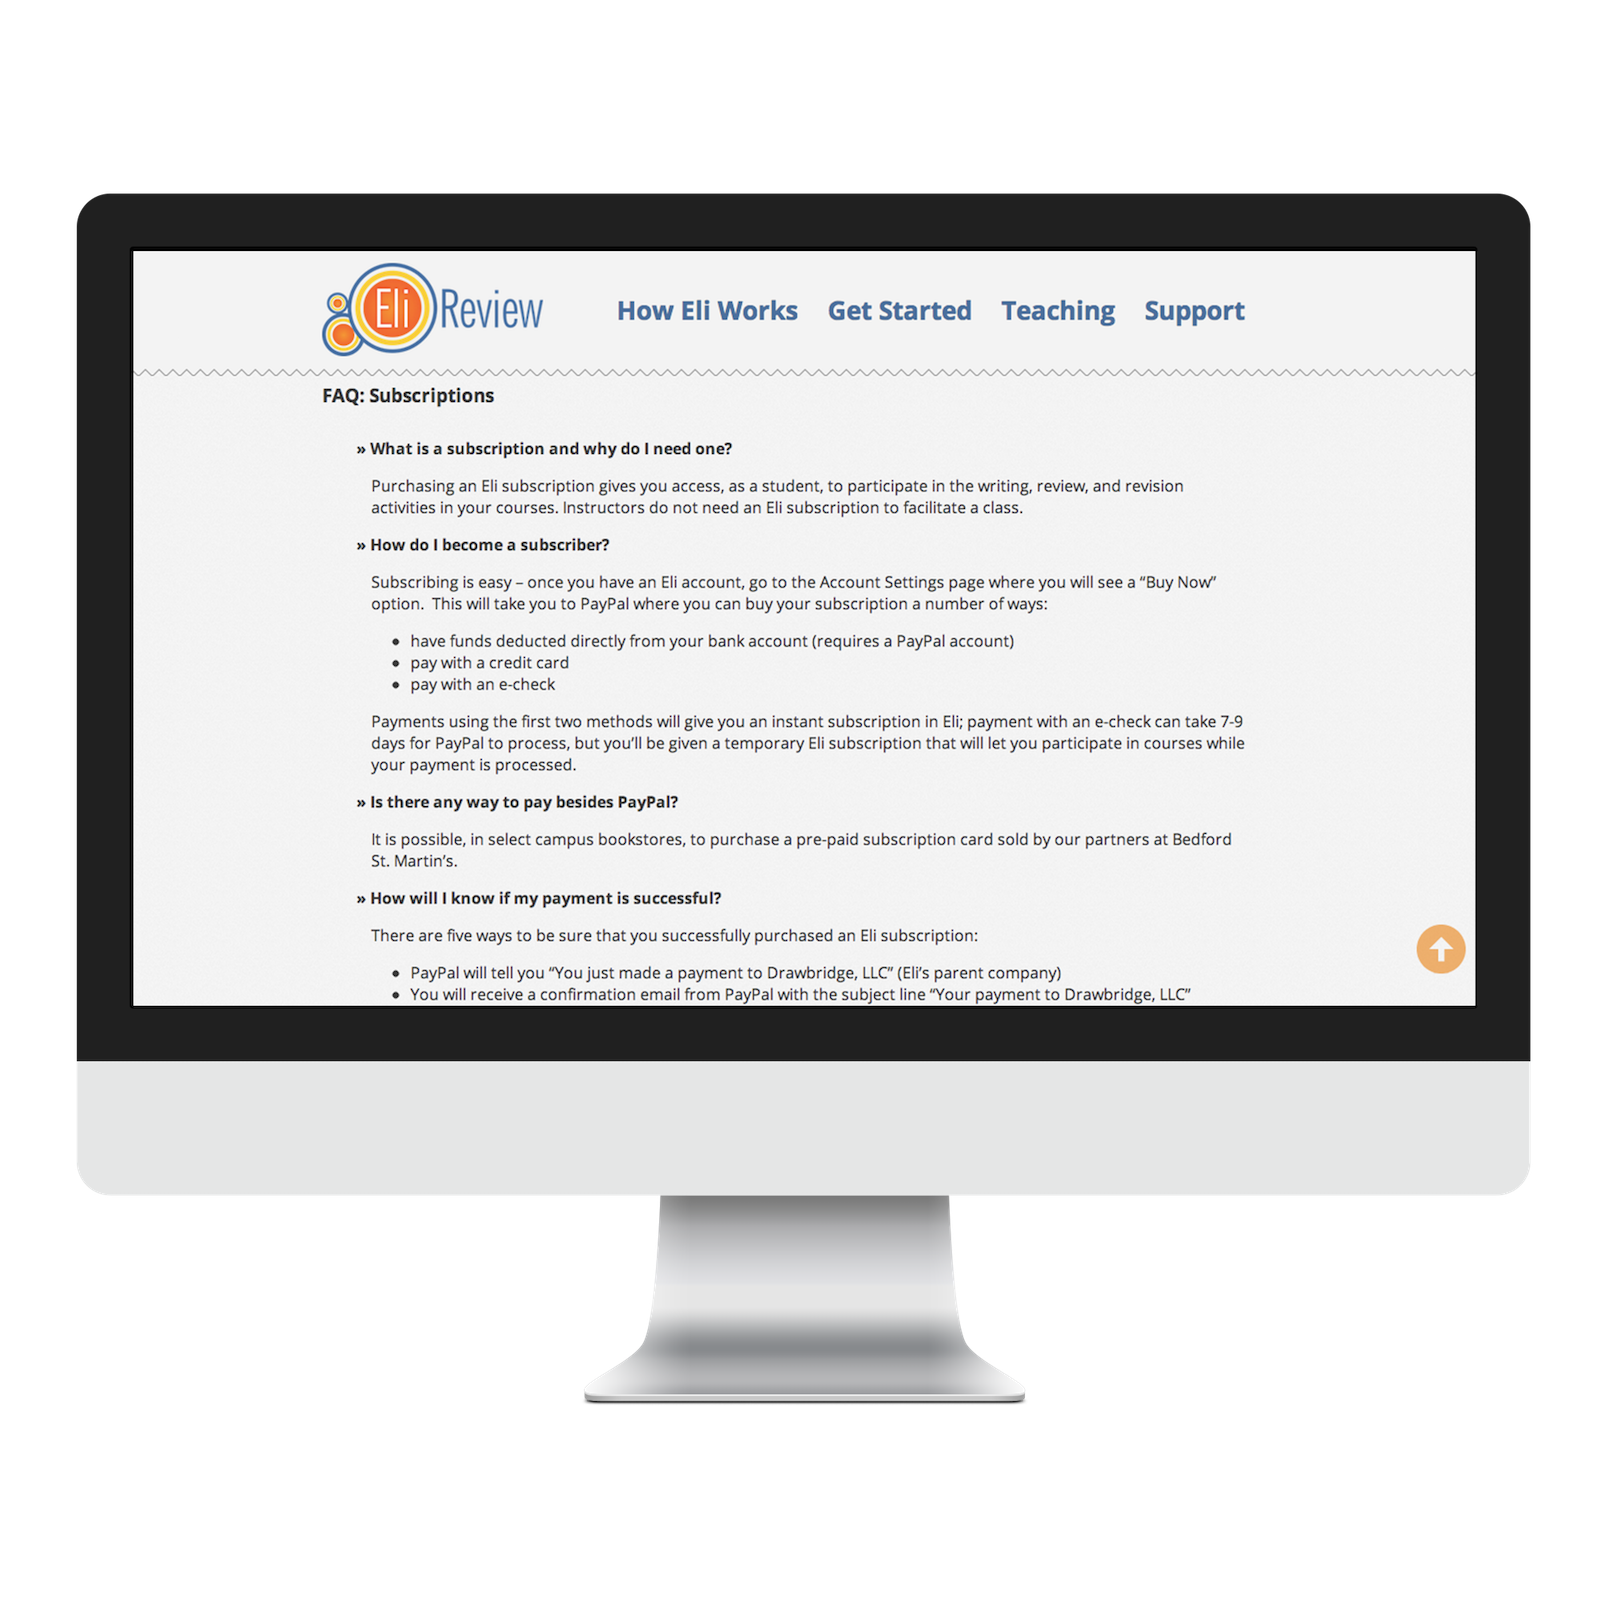 Eli Review
How Eli Works Get Started Teaching Support
FAQ: Subscriptions
» What is a subscription and why do I need one?
Purchasing an Eli subscription gives you access, as a student, to participate in the writing, review, and revision
activities in your courses. Instructors do not need an Eli subscription to facilitate a class.
» How do I become a subscriber?
Subscribing is easy – once you have an Eli account, go to the Account Settings page where you will see a “Buy Now”
option.  This will take you to PayPal where you can buy your subscription a number of ways:
• have funds deducted directly from your bank account (requires a PayPal account)
• pay with a credit card
• pay with an e-check
Payments using the first two methods will give you an instant subscription in Eli; payment with an e-check can take 7-9
days for PayPal to process, but you’ll be given a temporary Eli subscription that will let you participate in courses while
your payment is processed.
» Is there any way to pay besides PayPal?
It is possible, in select campus bookstores, to purchase a pre-paid subscription card sold by our partners at Bedford
St. Martin’s.
» How will I know if my payment is successful?
There are five ways to be sure that you successfully purchased an Eli subscription:
• PayPal will tell you “You just made a payment to Drawbridge, LLC” (Eli’s parent company)
• You will receive a confirmation email from PayPal with the subject line “Your payment to Drawbridge, LLC”